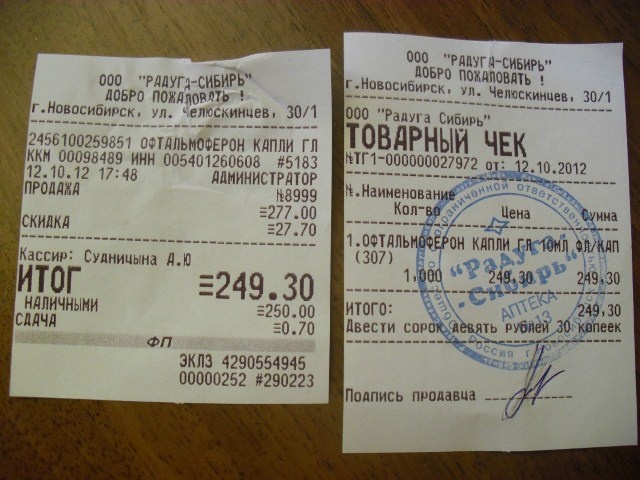 ООО "РАДУГА-СИБИРЬ"
ДОБРО ПОЖАЛОВАТЬ !
г.Новосибирск, ул. Челюскинцев, 30/1
2456100259851 ОФТАЛЬМОФЕРОН КАПЛИ ГЛ
ККМ 00098489 ИНН 005401260608 #5183
12.10.12 17:48 АДМИНИСТРАТОР
ПРОДАЖА №8999
≡277.00
СКИДКА ≡27.70
Кассир: Судницына А.Ю
ИТОГ ≡249.30
НАЛИЧНЫМИ ≡250.00
СДАЧА ≡0.70
ФП
ЭКЛЗ 4290554945
00000252 #290223
ООО "РАДУГА-СИБИРЬ"
ДОБРО ПОЖАЛОВАТЬ !
г.Новосибирск, ул. Челюскинцев, 30/1
ООО "Радуга Сибирь"
ТОВАРНЫЙ ЧЕК
№ТГ1-000000027972 от: 12.10.2012
№.Наименование
Кол-во Цена Сумма
1.ОФТАЛЬМОФЕРОН КАПЛИ ГЛ 10МЛ ФЛ/КАП
(307)
1,000 249,30 249,30
ИТОГО: 249,30
Двести сорок девять рублей 30 копеек
Подпись продавца
ограниченной ответственностью
"Радуга-
-Сибирь"
АПТЕКА